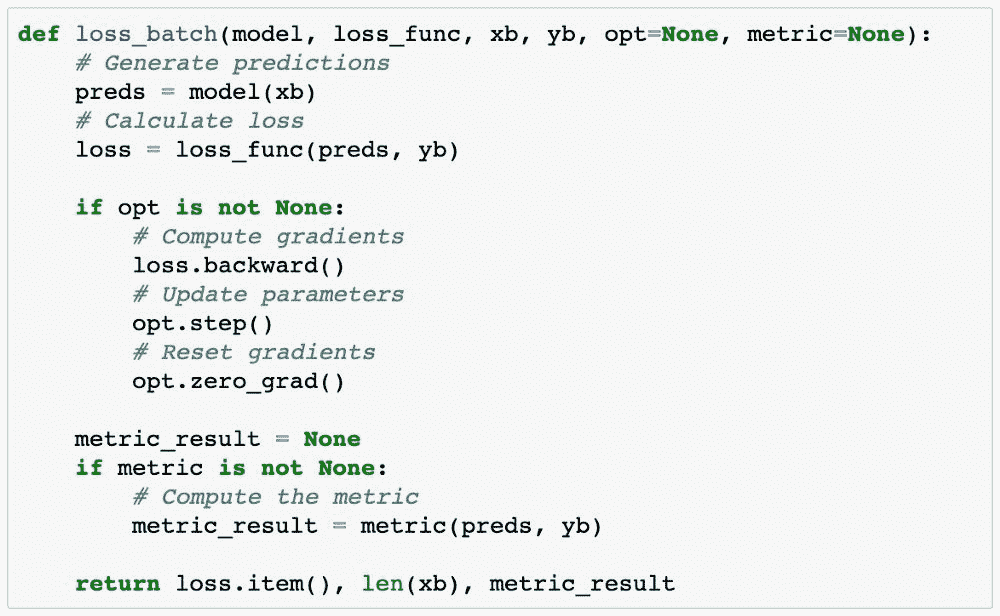 def loss_batch(model, loss_func, xb, yb, opt=None, metric=None):
    # Generate predictions
    preds = model(xb)
    # Calculate loss
    loss = loss_func(preds, yb)

    if opt is not None:
        # Compute gradients
        loss.backward()
        # Update parameters
        opt.step()
        # Reset gradients
        opt.zero_grad()

    metric_result = None
    if metric is not None:
        # Compute the metric
        metric_result = metric(preds, yb)

    return loss.item(), len(xb), metric_result